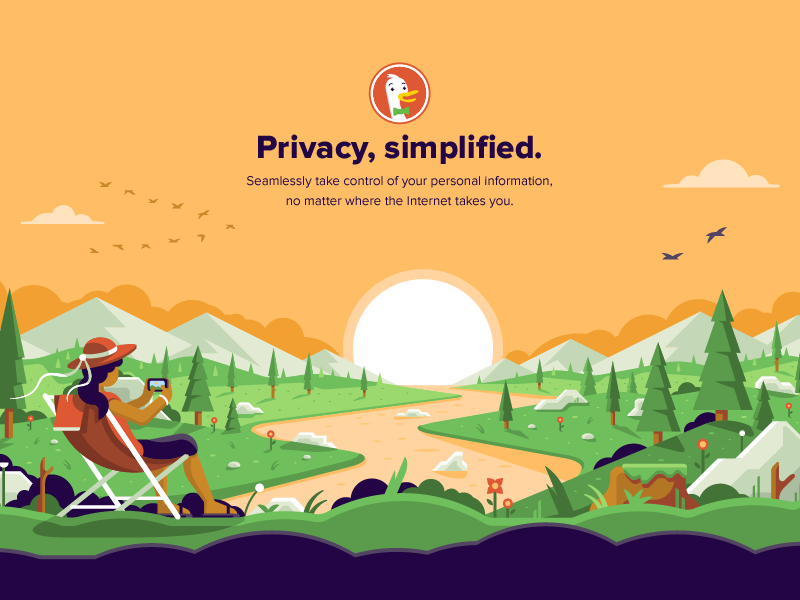 Privacy, simplified.
Seamlessly take control of your personal information,
no matter where the Internet takes you.